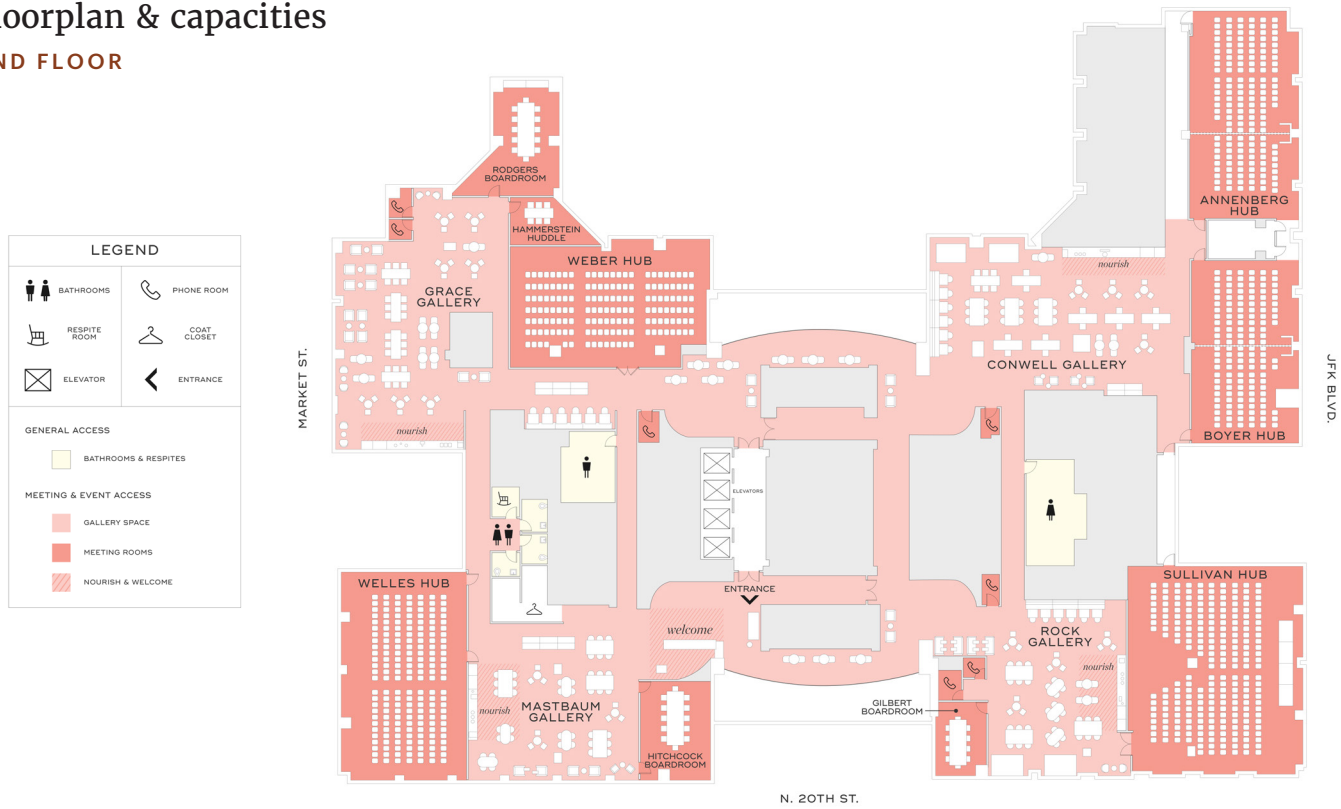 loorplan & capacities
ND FLOOR
RODGERS
BOARDROOM
HAMMERSTEIN
HUDDLE
WEBER HUB
GRACE
GALLERY
nourish
ANNENBERG
HUB
nourish
CONWELL GALLERY
BOYER HUB
LEGEND
BATHROOMS
PHONE ROOM
RESPITE
ROOM
COAT
CLOSET
ELEVATOR
ENTRANCE
GENERAL ACCESS
BATHROOMS & RESPITES
MEETING & EVENT ACCESS
GALLERY SPACE
MEETING ROOMS
NOURISH & WELCOME
MARKET ST.
JFK BLVD.
ELEVATORS
ENTRANCE
WELLES HUB
welcome
MASTBAUM
GALLERY
nourish
HITCHCOCK
BOARDROOM
GILBERT
BOARDROOM
ROCK
GALLERY
nourish
SULLIVAN HUB
N. 20TH ST.